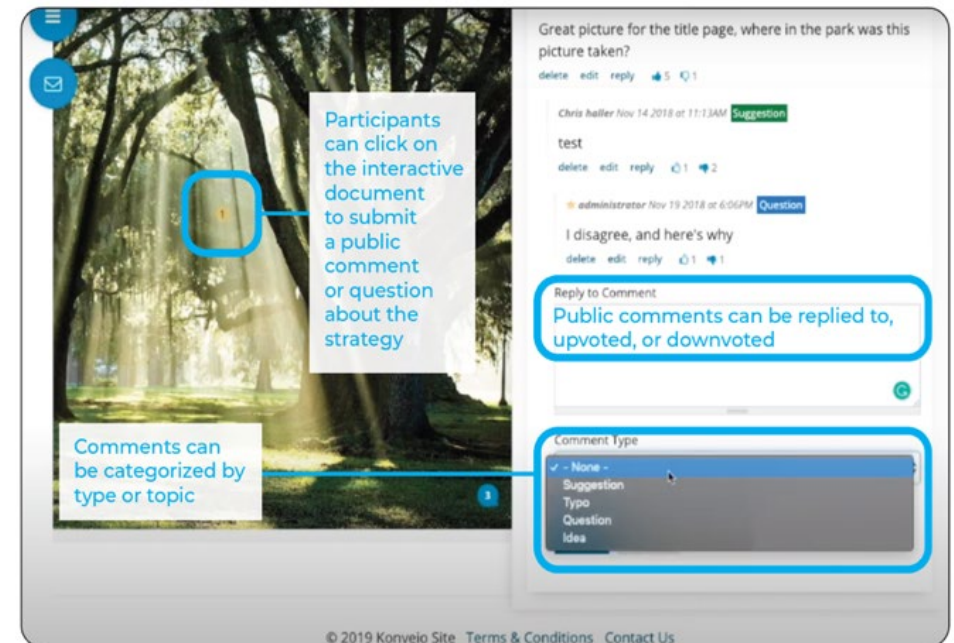 Participants
can click on
the interactive
document
to submit
a public
comment
or question
about the
strategy
Comments can
be categorized by
type or topic
3
Great picture for the title page, where in the park was this
picture taken?
delete edit reply 5 1
Chris haller Nov 14 2018 at 11:13AM Suggestion
test
delete edit reply 1 2
administrator Nov 19 2018 at 6:06PM Question
I disagree, and here's why
delete edit reply 1 1
Reply to Comment
Public comments can be replied to,
upvoted, or downvoted
Comment Type
✓ - None -
Suggestion
Typo
Question
Idea
© 2019 Konveio Site Terms & Conditions Contact Us